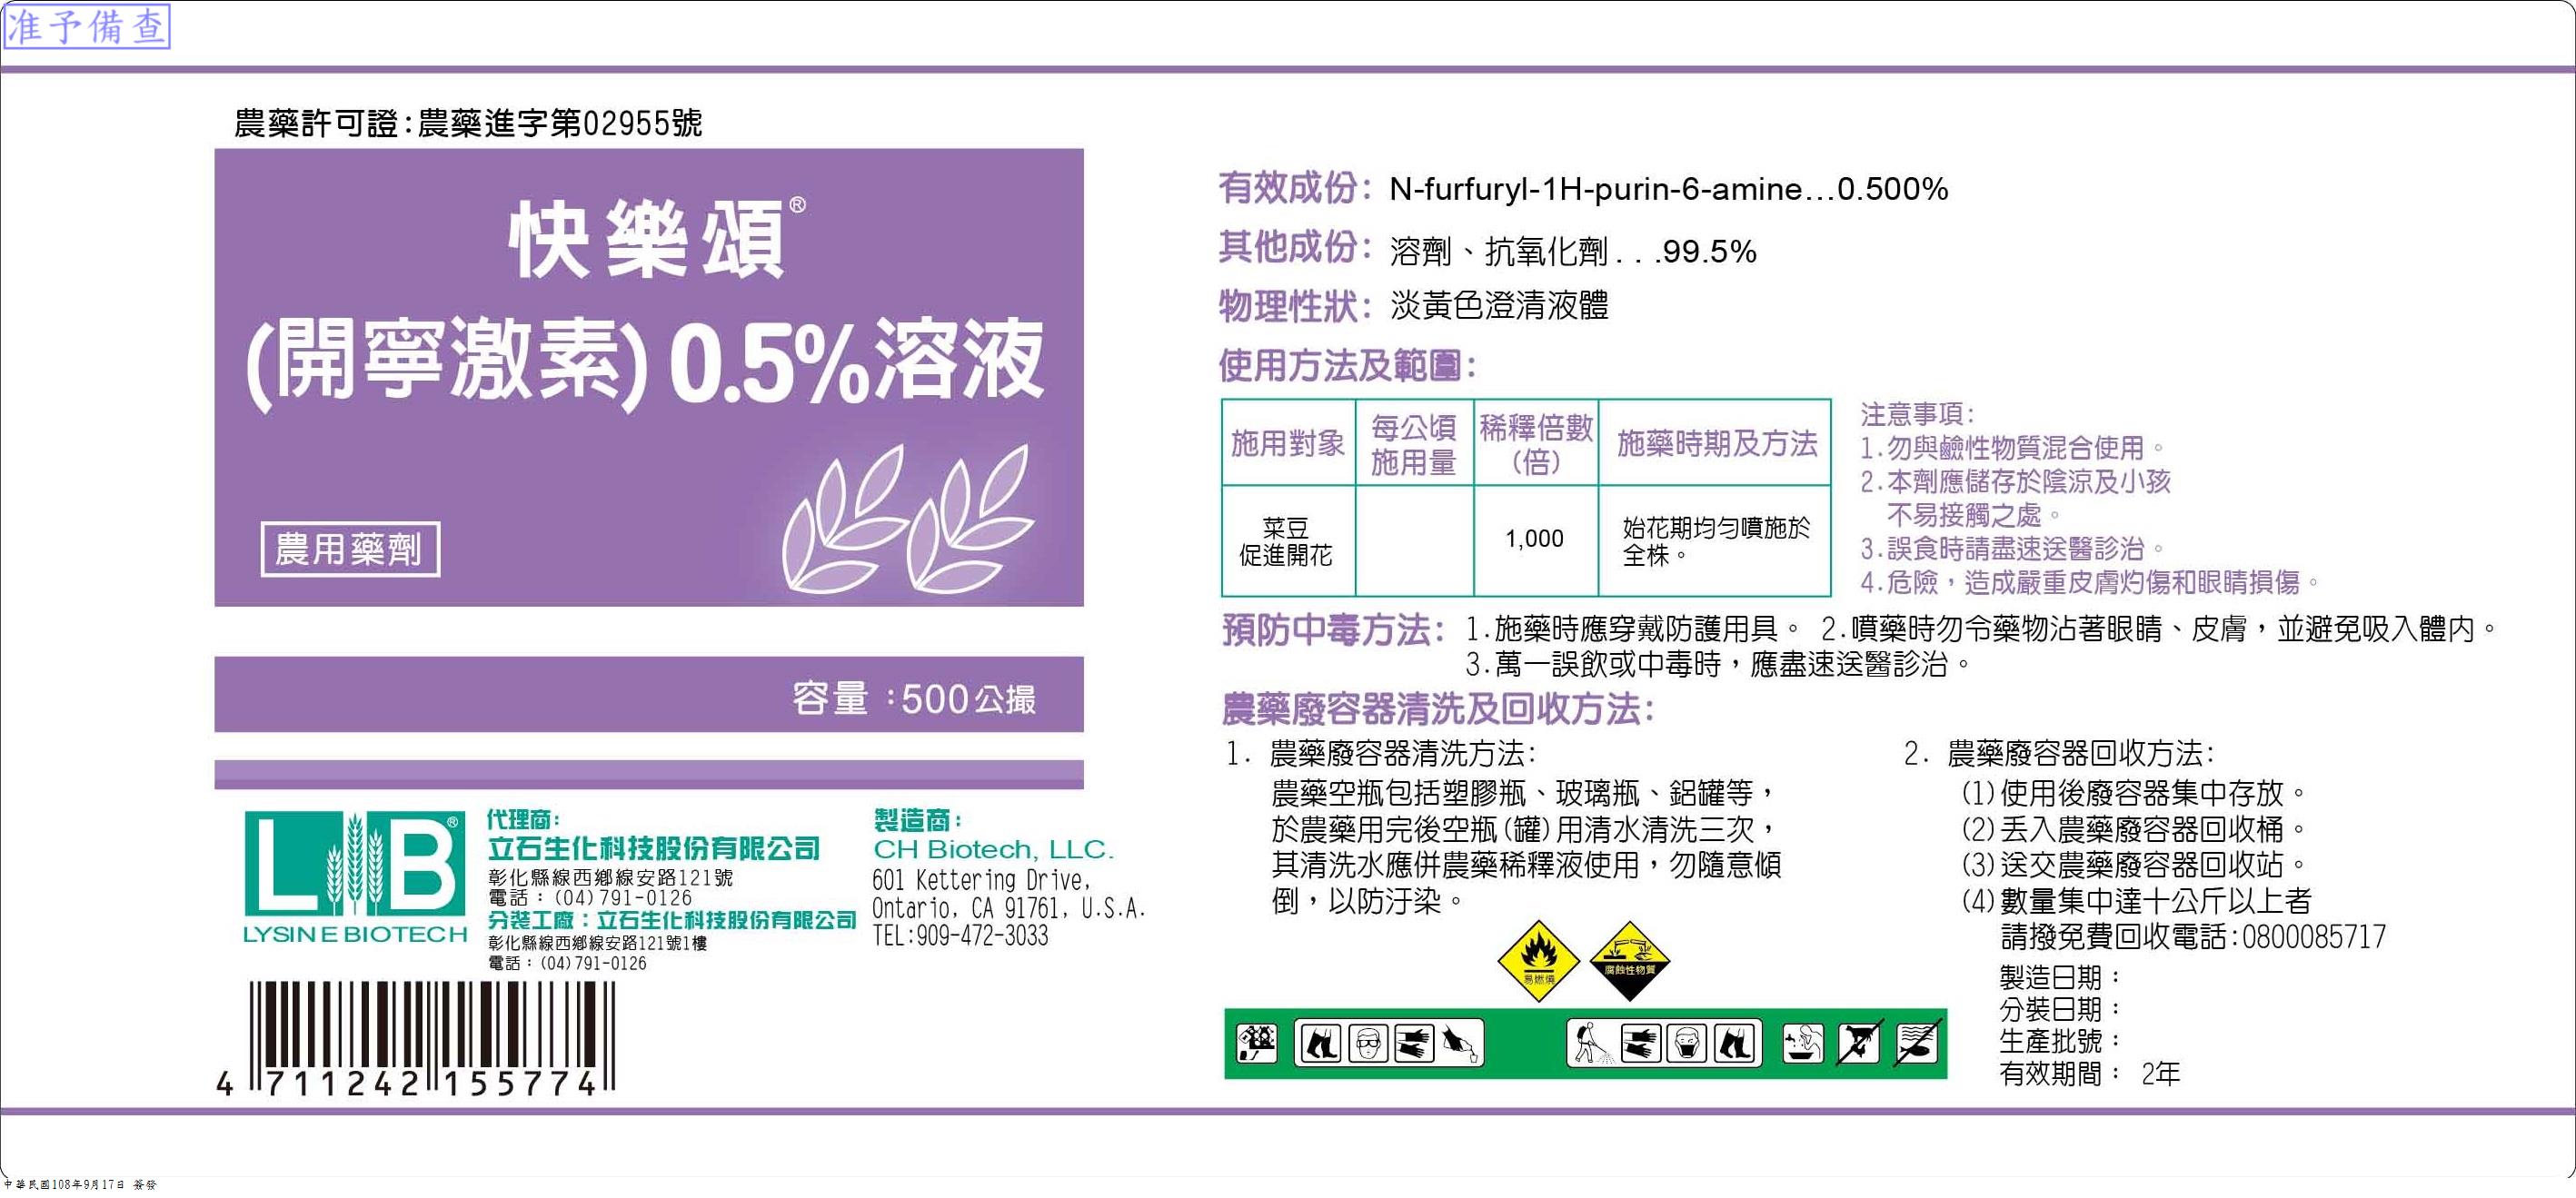 准予備查
農藥許可證:農藥進字第02955號
快樂頌®
(開寧激素)0.5%溶液
農用藥劑
容量:500公撮
LB®
LYSINE BIOTECH
代理商:
立石生化科技股份有限公司
彰化縣線西鄉線安路121號
電話:(04)791-0126
分裝工廠:立石生化科技股份有限公司
彰化縣線西鄉線安路121號1樓
電話:(04)791-0126
製造商:
CH Biotech, LLC.
601 Kettering Drive,
Ontario, CA 91761, U.S.A.
TEL:909-472-3033
4 711242 155774
有效成份: N-furfuryl-1H-purin-6-amine...0.500%
其他成份: 溶劑、抗氧化劑...99.5%
物理性狀: 淡黃色澄清液體
使用方法及範圍:
施用對象
每公頃
施用量
稀釋倍數
(倍)
施藥時期及方法
菜豆
促進開花
1,000
始花期均勻噴施於
全株。
注意事項:
1.勿與鹼性物質混合使用。
2.本劑應儲存於陰涼及小孩
不易接觸之處。
3.誤食時請盡速送醫診治。
4.危險,造成嚴重皮膚灼傷和眼睛損傷。
預防中毒方法: 1.施藥時應穿戴防護用具。 2.噴藥時勿令藥物沾著眼睛、皮膚,並避免吸入體內。
3.萬一誤飲或中毒時,應盡速送醫診治。
農藥廢容器清洗及回收方法:
1. 農藥廢容器清洗方法:
農藥空瓶包括塑膠瓶、玻璃瓶、鋁罐等,
於農藥用完後空瓶(罐)用清水清洗三次,
其清洗水應併農藥稀釋液使用,勿隨意傾
倒,以防汙染。
2. 農藥廢容器回收方法:
(1)使用後廢容器集中存放。
(2)丟入農藥廢容器回收桶。
(3)送交農藥廢容器回收站。
(4)數量集中達十公斤以上者
請撥免費回收電話:0800085717
易燃燒
腐蝕性物質
製造日期:
分裝日期:
生產批號:
有效期間: 2年
中華民國108年9月17日 簽發